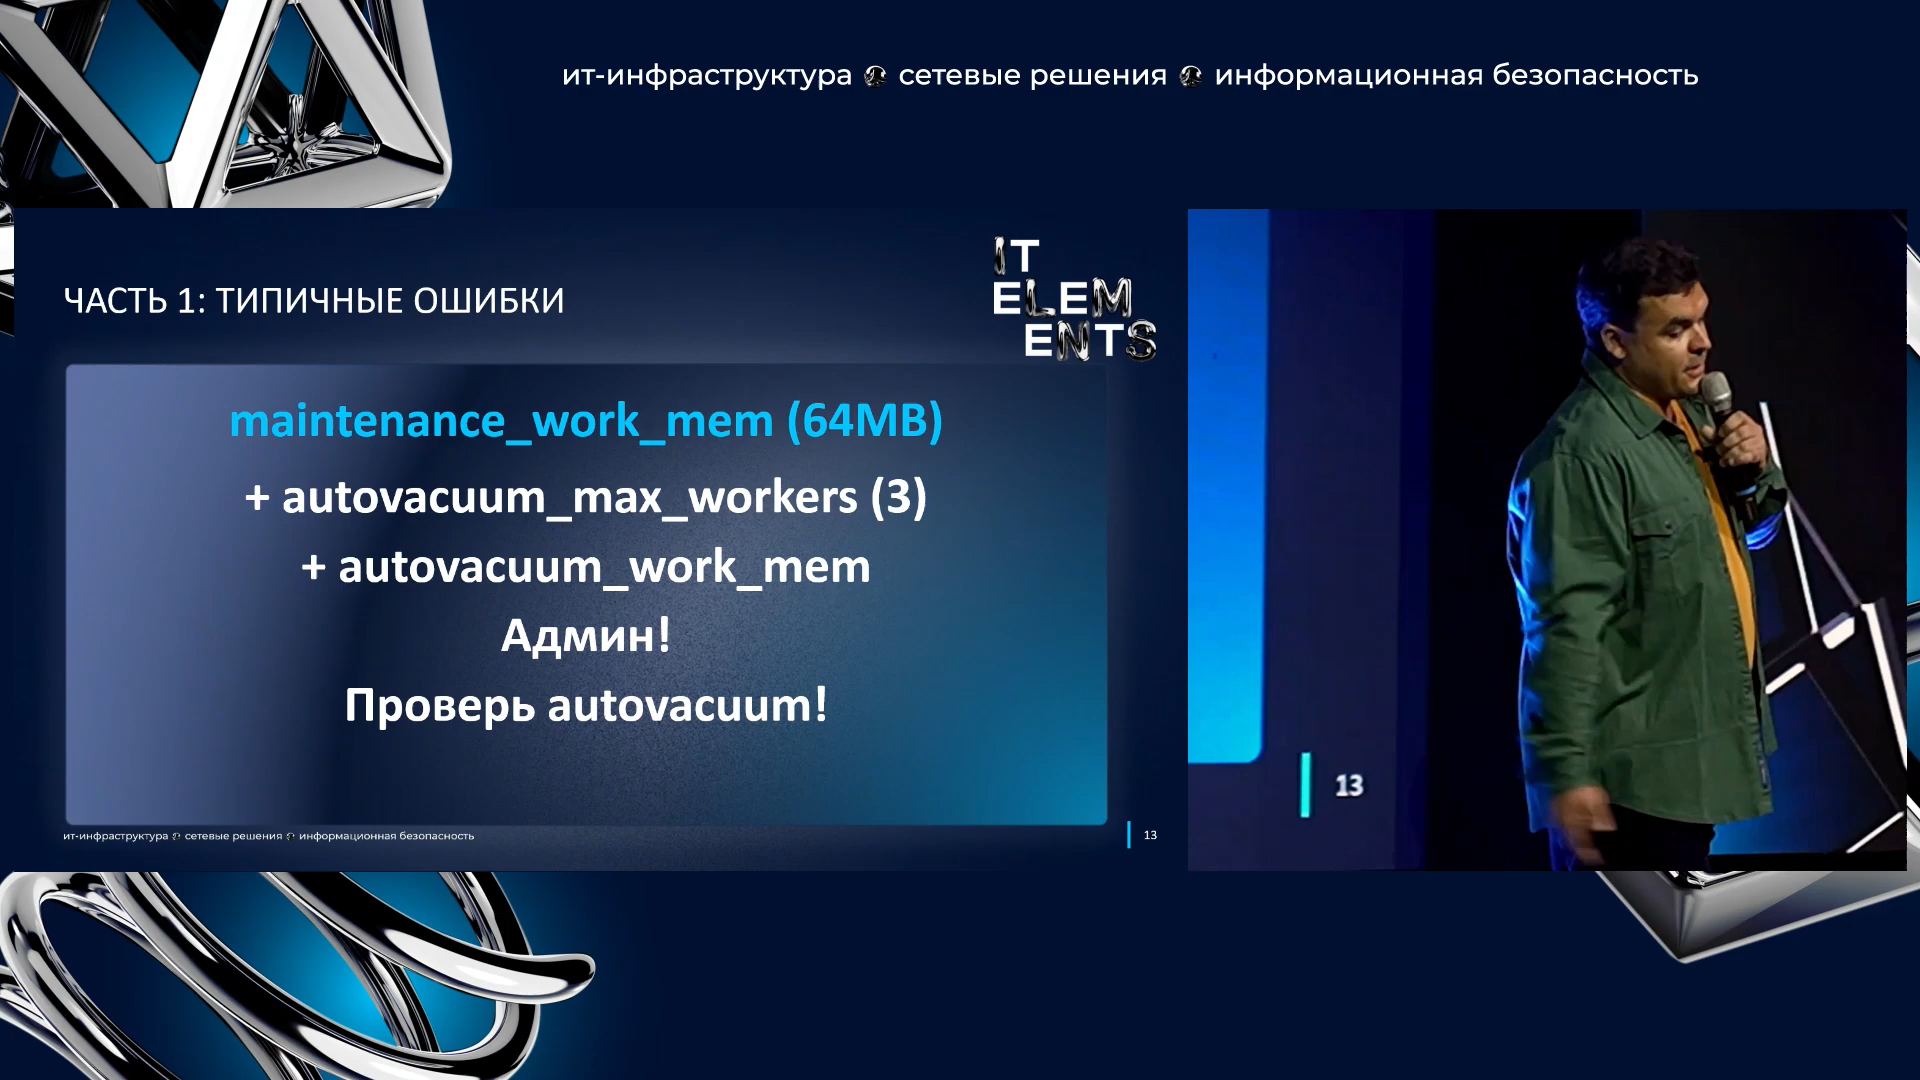 ит-инфраструктура сетевые решения информационная безопасность
IT
ELEM
ENTS
ЧАСТЬ 1: ТИПИЧНЫЕ ОШИБКИ
maintenance_work_mem (64MB)
+ autovacuum_max_workers (3)
+ autovacuum_work_mem
Админ!
Проверь autovacuum!
ит-инфраструктура сетевые решения информационная безопасность
13
13